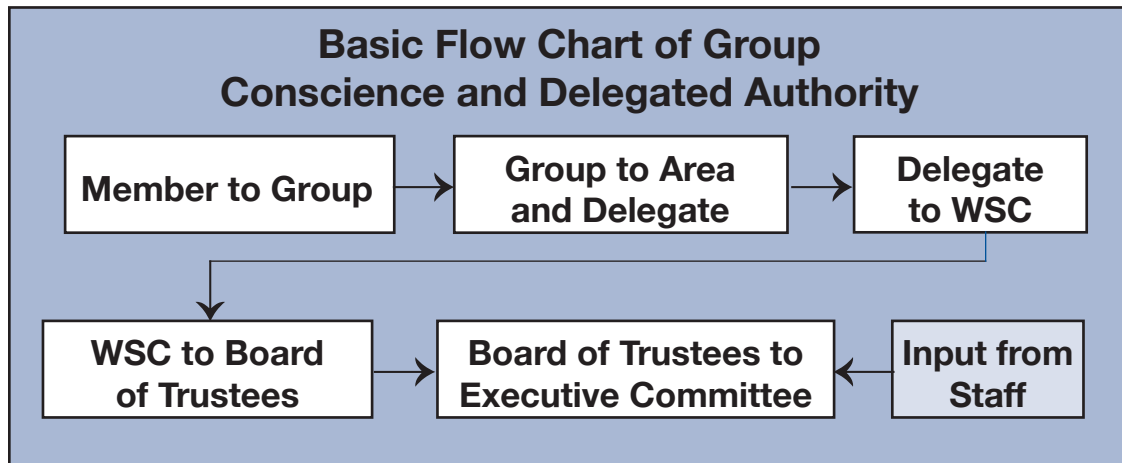 Basic Flow Chart of Group
Conscience and Delegated Authority
Member to Group
Group to Area
and Delegate
Delegate
to WSC
WSC to Board
of Trustees
Board of Trustees to
Executive Committee
Input from
Staff